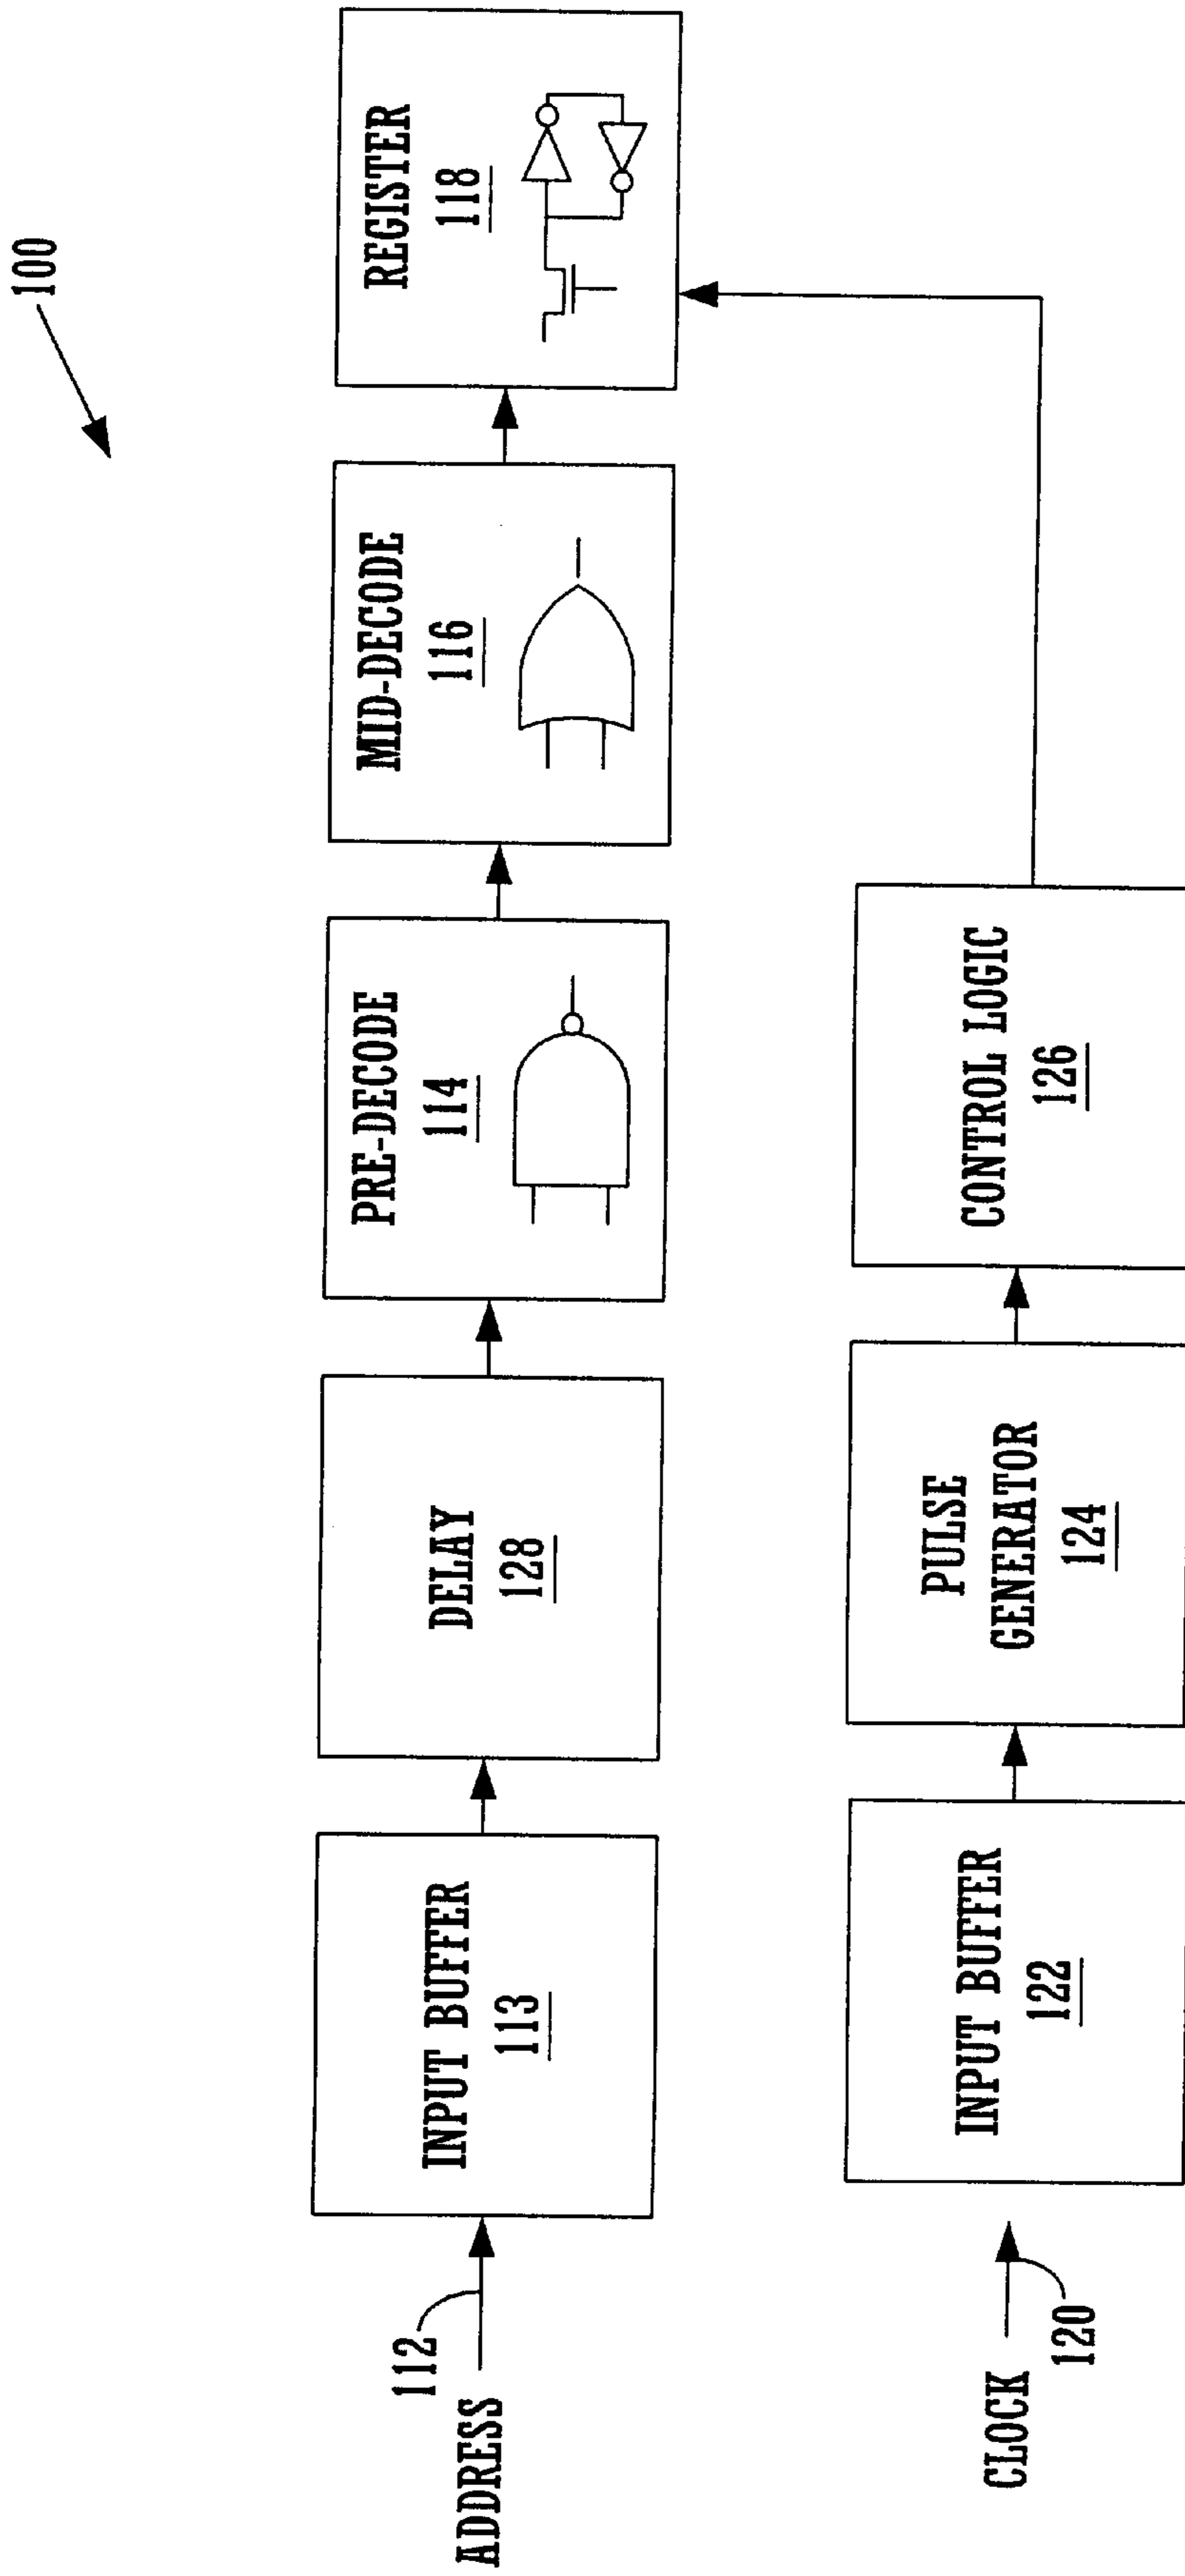 100
ADDRESS
112
INPUT BUFFER
113
DELAY
128
PRE-DECODE
114
MID-DECODE
116
REGISTER
118
CLOCK
120
INPUT BUFFER
122
PULSE
GENERATOR
124
CONTROL LOGIC
126